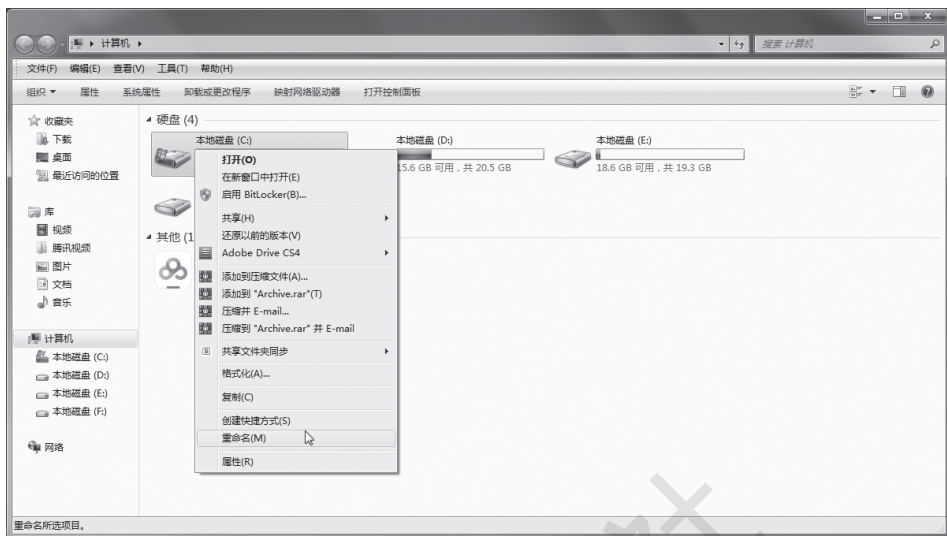 计算机
搜索 计算机
文件(F) 编辑(E) 查看(V) 工具(T) 帮助(H)
组织 属性 系统属性 卸载或更改程序 映射网络驱动器 打开控制面板
收藏夹
下载
桌面
最近访问的位置
库
视频
腾讯视频
图片
文档
音乐
计算机
本地磁盘 (C:)
本地磁盘 (D:)
本地磁盘 (E:)
本地磁盘 (F:)
网络
硬盘 (4)
本地磁盘 (C:)
本地磁盘 (D:)
15.6 GB 可用，共 20.5 GB
本地磁盘 (E:)
18.6 GB 可用，共 19.3 GB
其他 (1
打开(O)
在新窗口中打开(E)
启用 BitLocker(B)...
共享(H)
还原以前的版本(V)
Adobe Drive CS4
添加到压缩文件(A)...
添加到 "Archive.rar"(T)
压缩并 E-mail...
压缩到 "Archive.rar" 并 E-mail
共享文件夹同步
格式化(A)...
复制(C)
创建快捷方式(S)
重命名(M)
属性(R)
重命名所选项目。